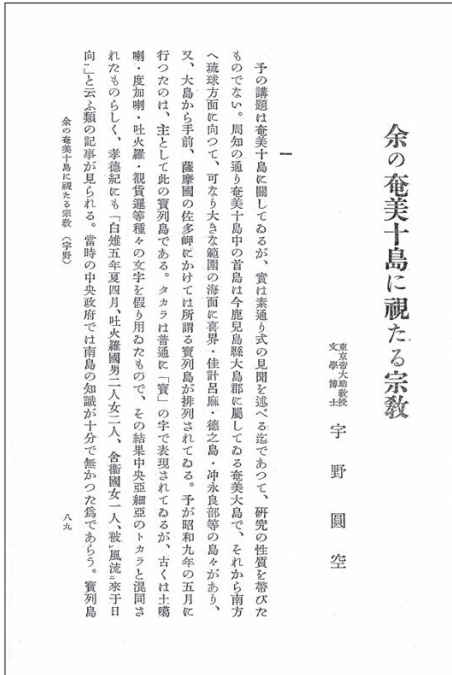 余の奄美十島に視たる宗教
東京帝大助教授
文學博士
宇野圓空
一
予の講題は奄美十島に關してゐるが、實は素通り式の見聞を述べる迄であつて、研究の性質を帶びた
ものでない。周知の通り奄美十島中の首島は今鹿兒島縣大島郡に屬してゐる奄美大島で、それから南方
へ琉球方面に向つて、可なり大きな範圍の海面に喜界・佳計呂麻・德之島・冲永良部等の島々があり、
又、大島から手前、薩摩國の佐多岬にかけては所謂る寶列島が排列されてゐる。予が昭和九年の五月に
行つたのは、主として此の寶列島である。タカラは普通に「寶」の字で表現されてゐるが、古くは土噶
喇・度加喇・吐火羅・覩貨邏等種々の文字を假り用ゐたもので、その結果中央亞細亞のトカラと混同さ
れたものらしく、孝德紀にも「白雉五年夏四月、吐火羅國男二人女二人、舍衞國女一人、被㆓風流㆒來于日
向㆒」と云ふ類の記事が見られる。當時の中央政府では南島の知識が十分で無かつた爲であらう。寶列島
余の奄美十島に視たる宗教（宇野）
八九